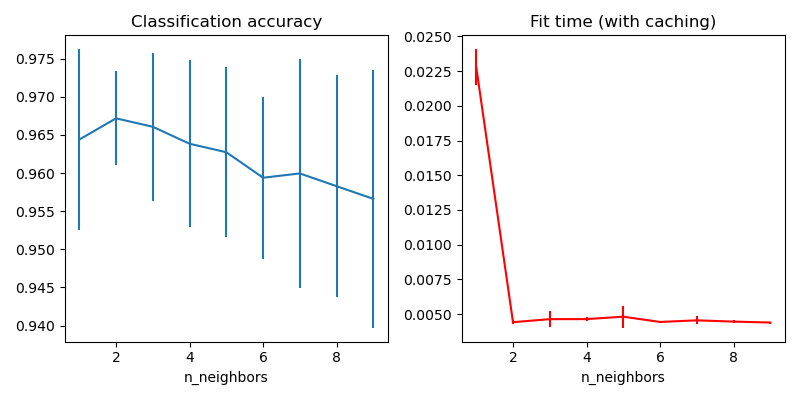 Classification accuracy
0.975
0.970
0.965
0.960
0.955
0.950
0.945
0.940
2 4 6 8
n_neighbors
Fit time (with caching)
0.0250
0.0225
0.0200
0.0175
0.0150
0.0125
0.0100
0.0075
0.0050
2 4 6 8
n_neighbors